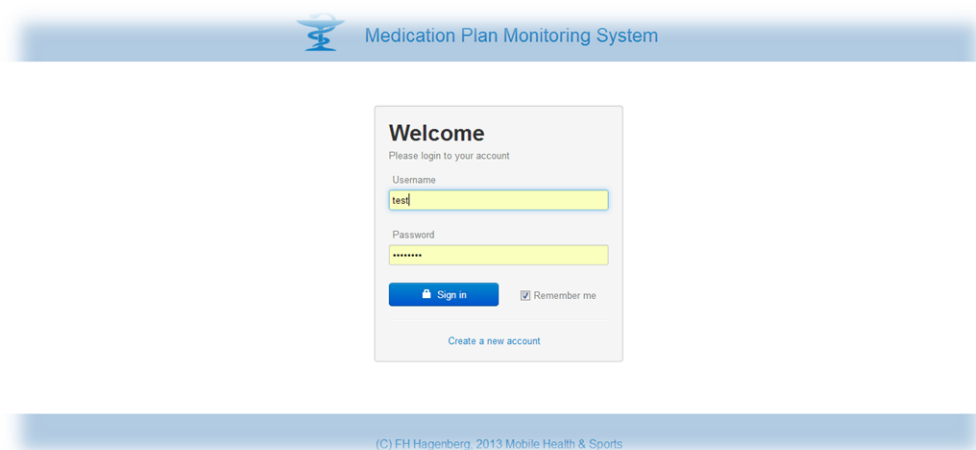 Medication Plan Monitoring System
Welcome
Please login to your account
Username
test
Password
••••••••
Sign in
Remember me
Create a new account
(C) FH Hagenberg, 2013 Mobile Health & Sports